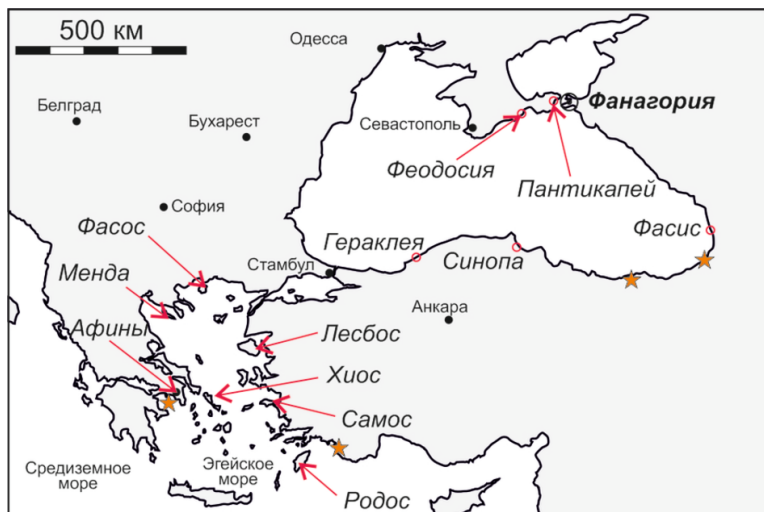 500 км
Одесса
Белград
Бухарест
Севастополь
Фанагория
Феодосия
Пантикапей
София
Фасос
Гераклея
Фасис
Менда
Стамбул
Синопа
Афины
Анкара
Лесбос
Хиос
Самос
Средиземное
море
Эгейское
море
Родос